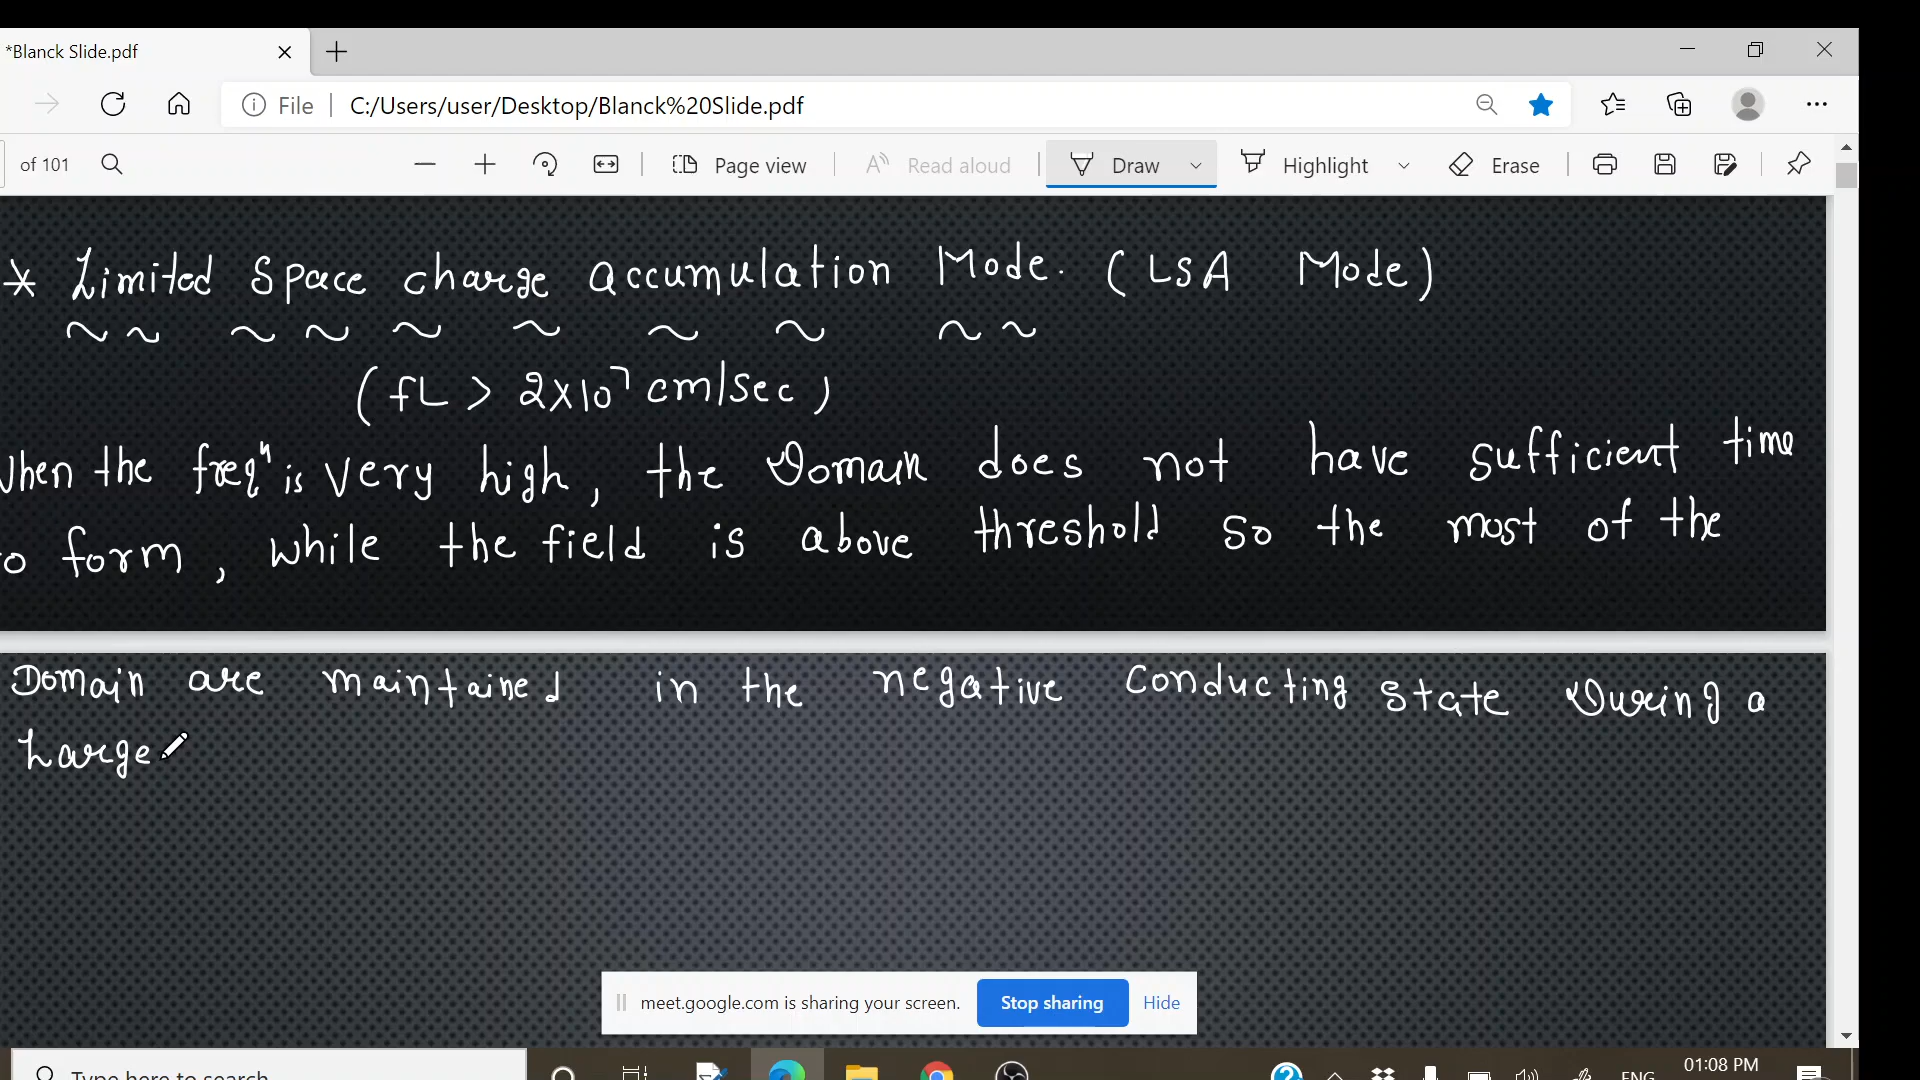 *Blanck Slide.pdf
File C:/Users/user/Desktop/Blanck%20Slide.pdf
of 101 Page view Read aloud Draw Highlight Erase
* Limited Space charge accumulation Mode. (LSA Mode)
(fL > 2x10⁷ cm/sec)
When the freqⁿ is very high, the Domain does not have sufficient time
to form, while the field is above threshold so the most of the
Domain are maintained in the negative conducting state During a
Large
meet.google.com is sharing your screen. Stop sharing Hide
Type here to search
ENG
01:08 PM